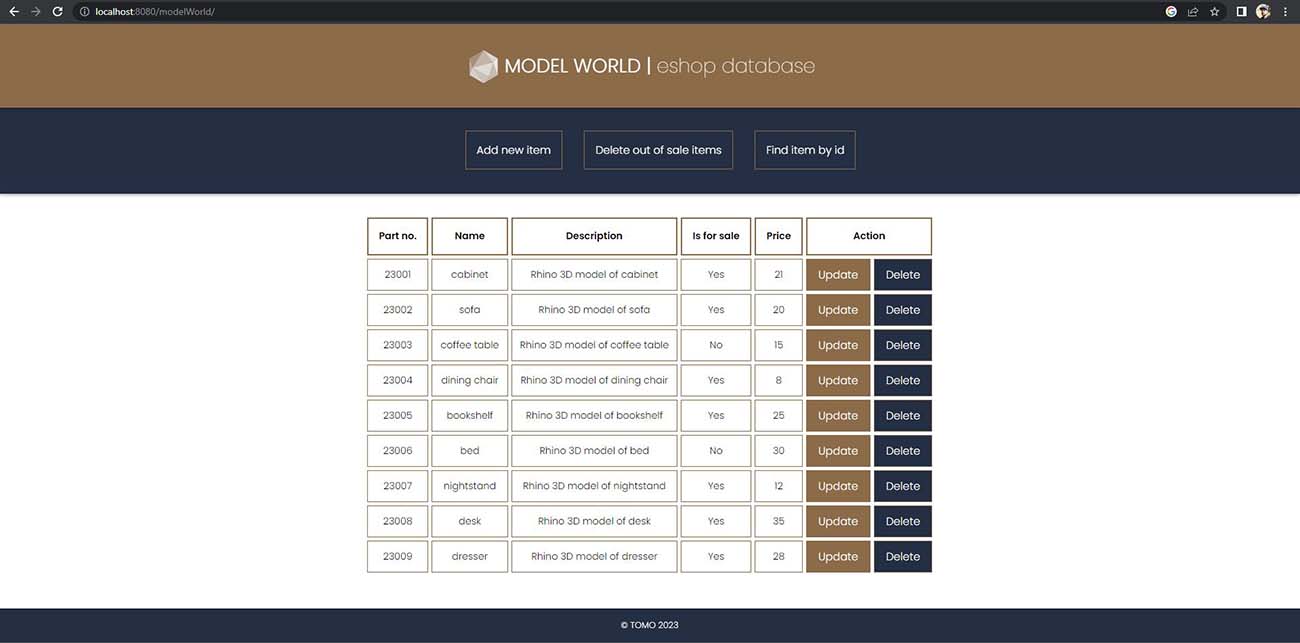 localhost:8080/modelWorld/
MODEL WORLD | eshop database
Add new item Delete out of sale items Find item by id
Part no. Name Description Is for sale Price Action
23001 cabinet Rhino 3D model of cabinet Yes 21 Update Delete
23002 sofa Rhino 3D model of sofa Yes 20 Update Delete
23003 coffee table Rhino 3D model of coffee table No 15 Update Delete
23004 dining chair Rhino 3D model of dining chair Yes 8 Update Delete
23005 bookshelf Rhino 3D model of bookshelf Yes 25 Update Delete
23006 bed Rhino 3D model of bed No 30 Update Delete
23007 nightstand Rhino 3D model of nightstand Yes 12 Update Delete
23008 desk Rhino 3D model of desk Yes 35 Update Delete
23009 dresser Rhino 3D model of dresser Yes 28 Update Delete
© TOMO 2023